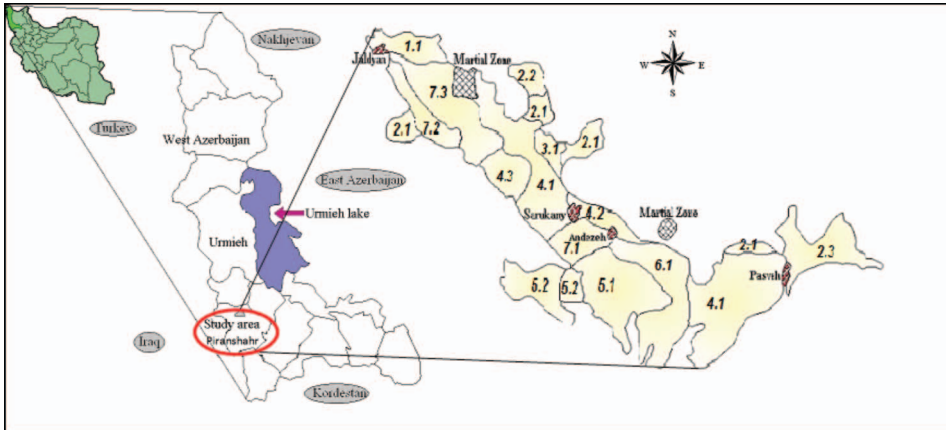 Nakhjevan
Turkey
West Azerbaijan
East Azerbaijan
Urmieh lake
Urmieh
Study area
Piranshahr
Iraq
Kordestan
N
W E
S
Jaldyan
1.1
Martial Zone
2.2
7.3
2.1
2.1
7.2
3.1
2.1
4.3
4.1
Sarukany
4.2
Martial Zone
Andezeh
7.1
2.1
2.3
6.1
Pasveh
5.2
5.2
5.1
4.1